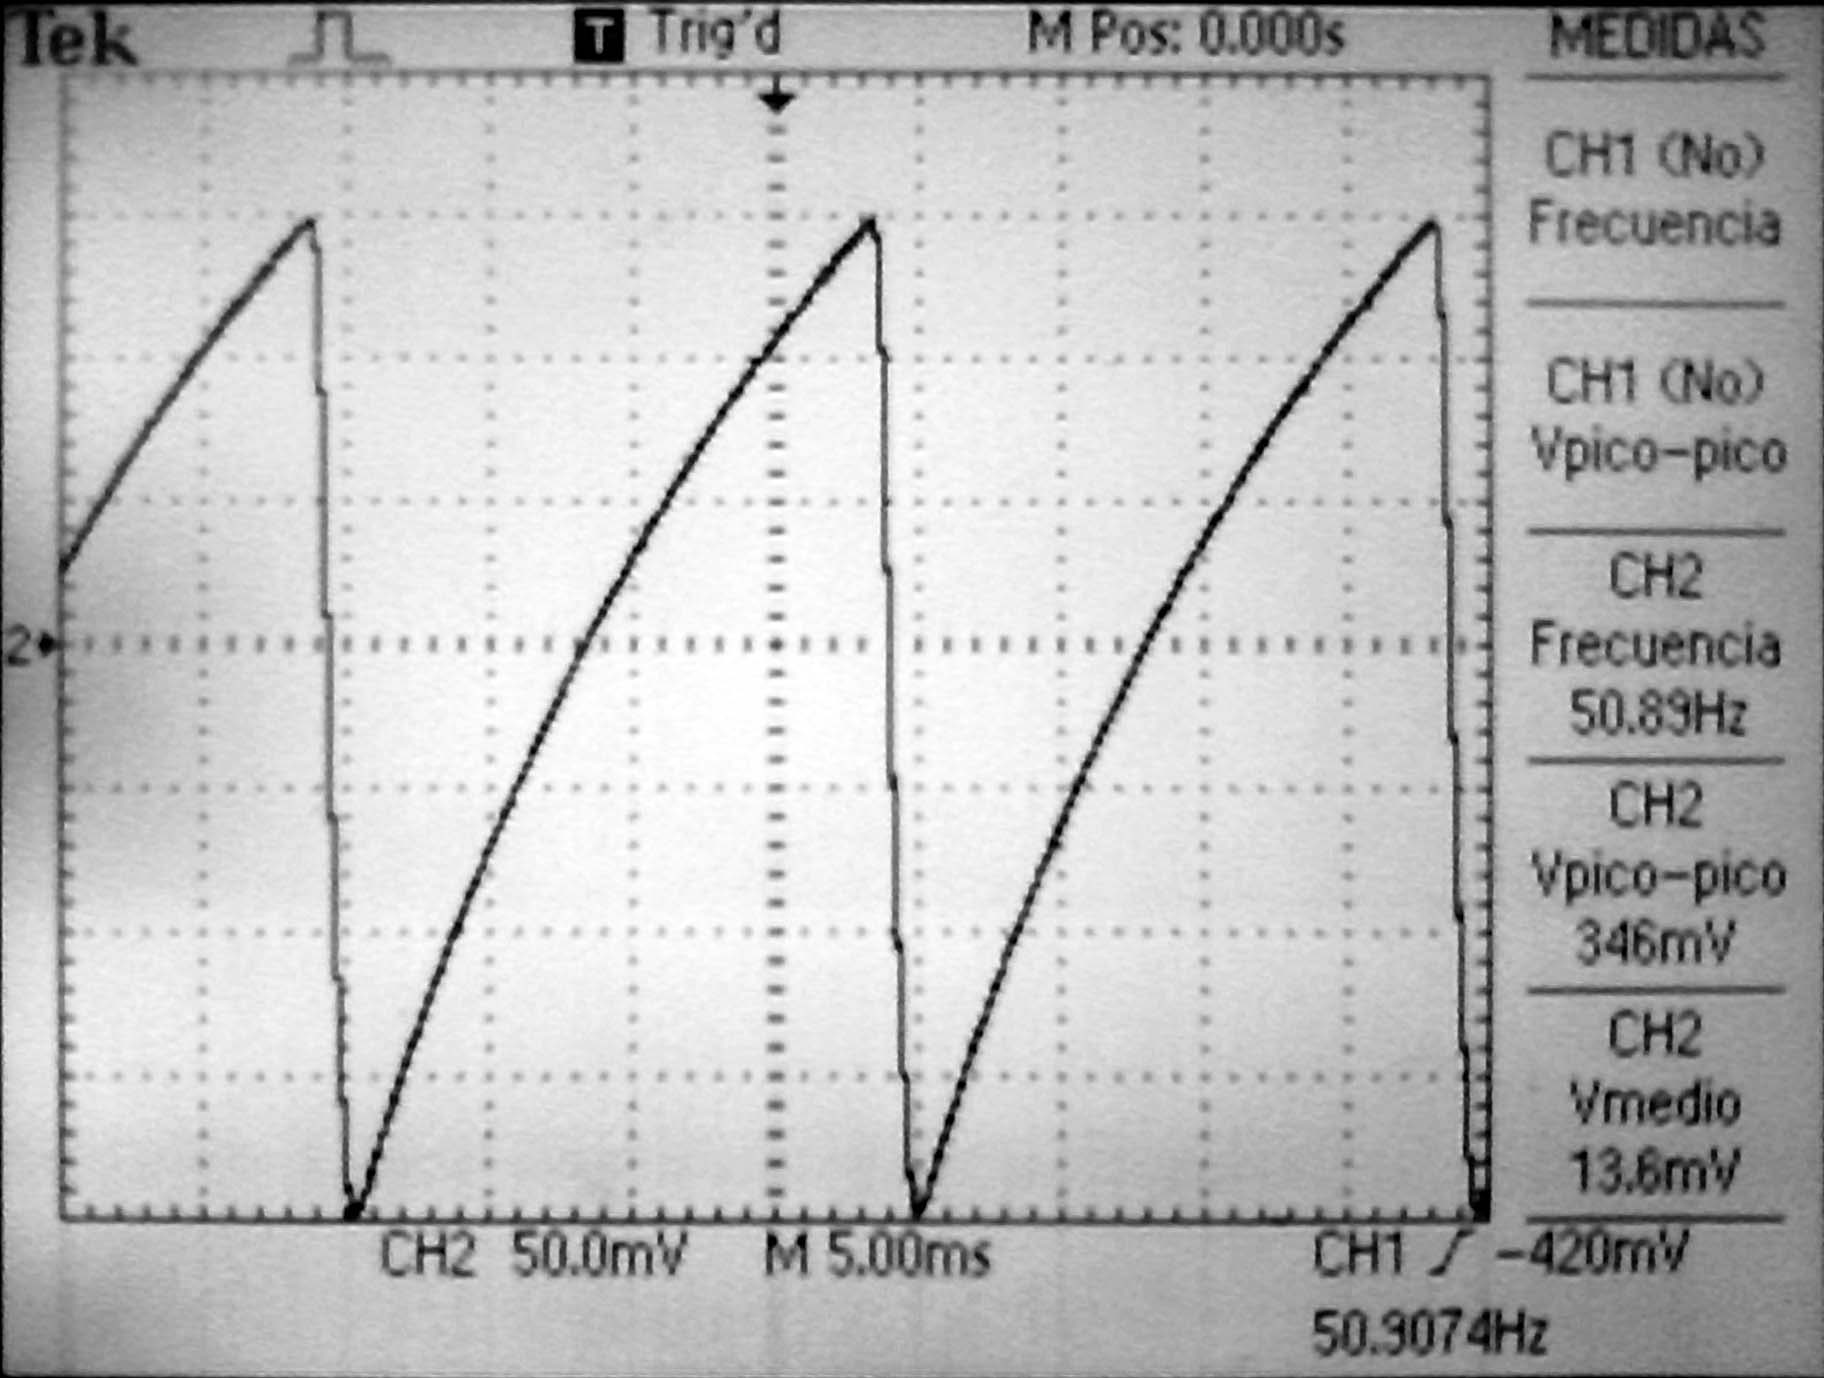 Tek T Trig'd M Pos: 0.000s MEDIDAS
CH1 (No)
Frecuencia
CH1 (No)
Vpico-pico
CH2
Frecuencia
50.89Hz
CH2
Vpico-pico
346mV
CH2
Vmedio
13.6mV
2
CH2 50.0mV M 5.00ms CH1 -420mV
50.9074Hz